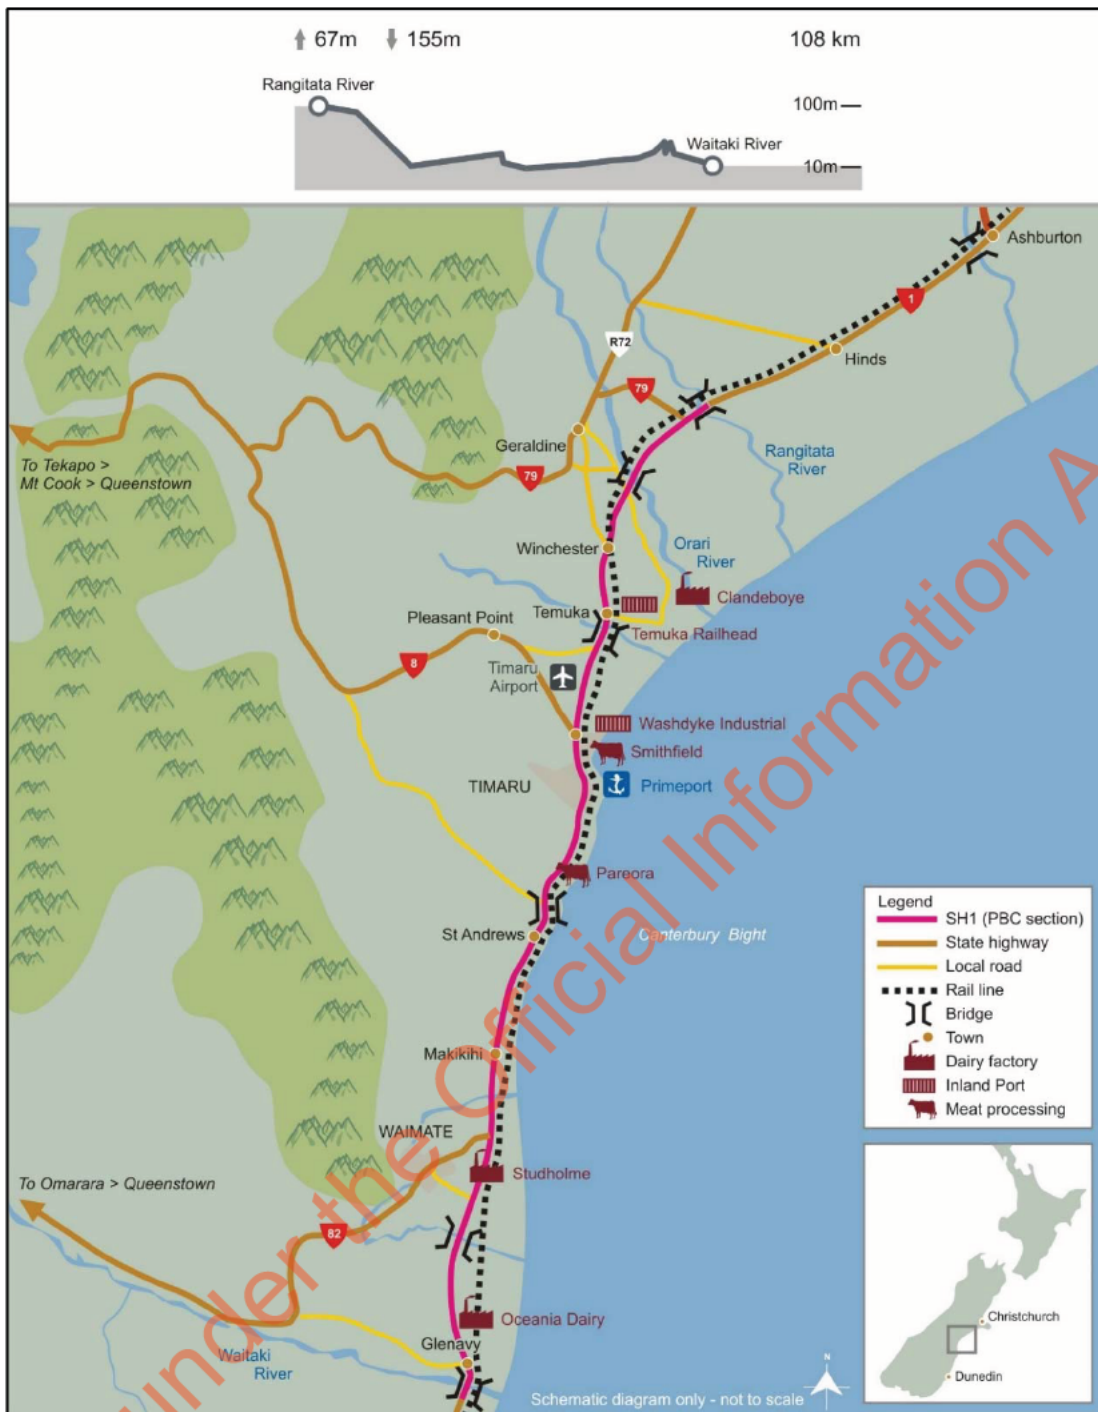 67m 155m 108 km
Rangitata River
100m
Waitaki River
10m
Ashburton
1
Hinds
R72
79
Geraldine
Rangitata
River
79
To Tekapo >
Mt Cook > Queenstown
Winchester
Orari
River
Clandeboye
Temuka
Temuka Railhead
Pleasant Point
8
Timaru
Airport
Washdyke Industrial
Smithfield
TIMARU
Primeport
Pareora
St Andrews
Canterbury Bight
Makikihi
WAIMATE
Studholme
To Omarara > Queenstown
82
Oceania Dairy
Glenavy
Waitaki
River
Schematic diagram only - not to scale
N
Legend
SH1 (PBC section)
State highway
Local road
Rail line
Bridge
Town
Dairy factory
Inland Port
Meat processing
Christchurch
Dunedin
under the Official Information A